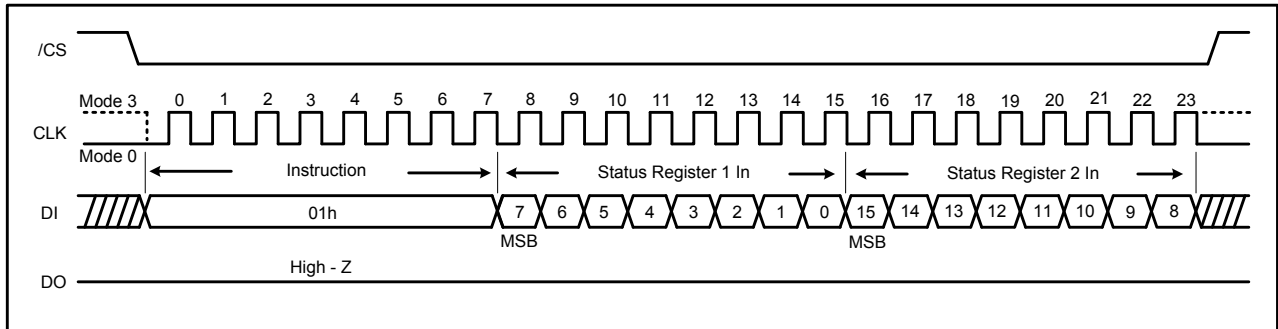 /CS
Mode 3 0 1 2 3 4 5 6 7 8 9 10 11 12 13 14 15 16 17 18 19 20 21 22 23
CLK
Mode 0
Instruction Status Register 1 In Status Register 2 In
DI 01h 7 6 5 4 3 2 1 0 15 14 13 12 11 10 9 8
MSB MSB
High - Z
DO